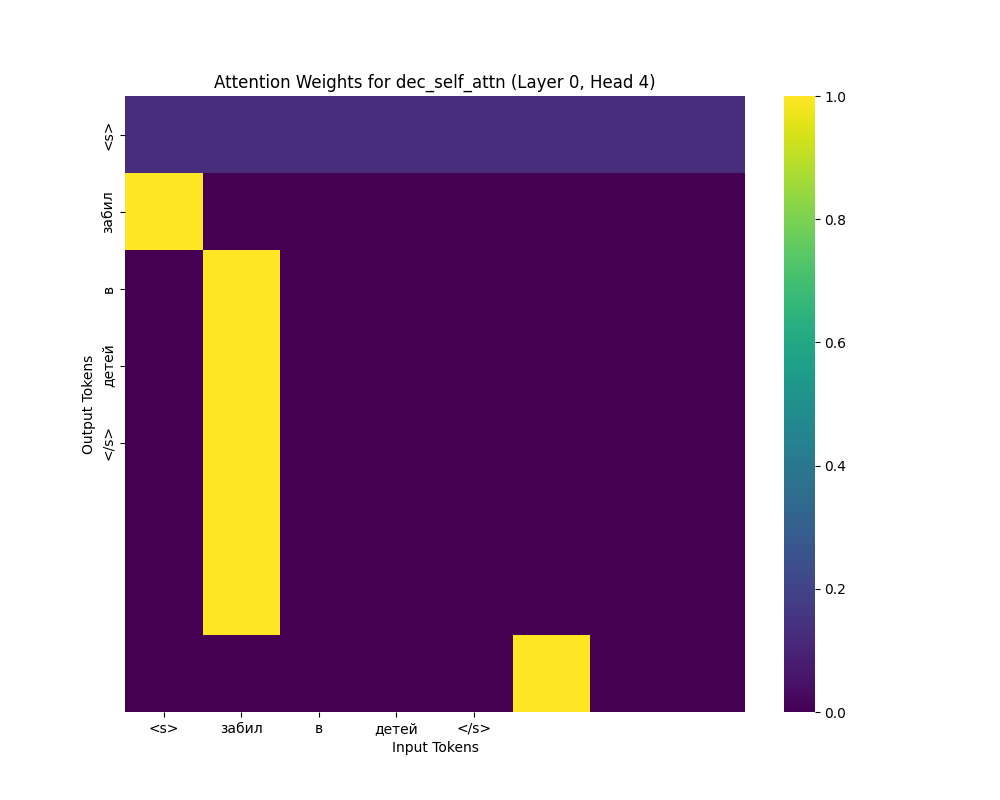 Attention Weights for dec_self_attn (Layer 0, Head 4)
Output Tokens
<s>
забил
в
детей
</s>
<s> забил в детей </s>
Input Tokens
1.0
0.8
0.6
0.4
0.2
0.0